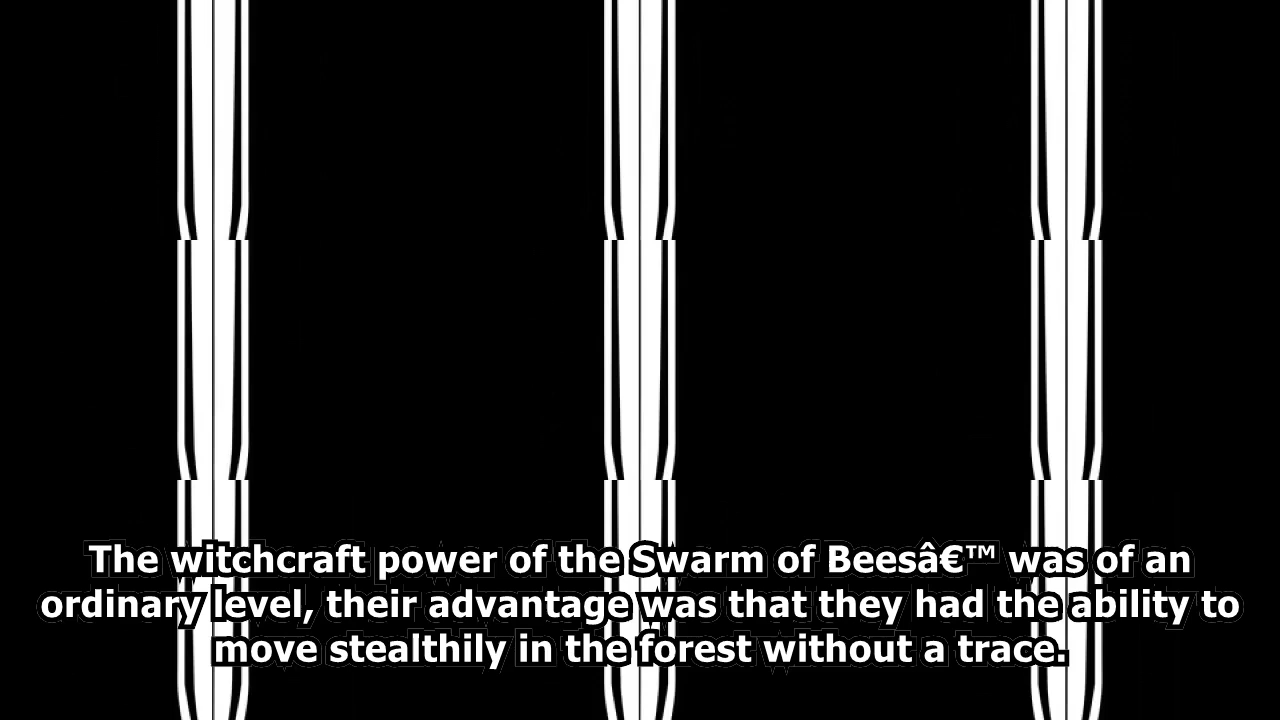 The witchcraft power of the Swarm of Beesâ€™ was of an
ordinary level, their advantage was that they had the ability to
move stealthily in the forest without a trace.